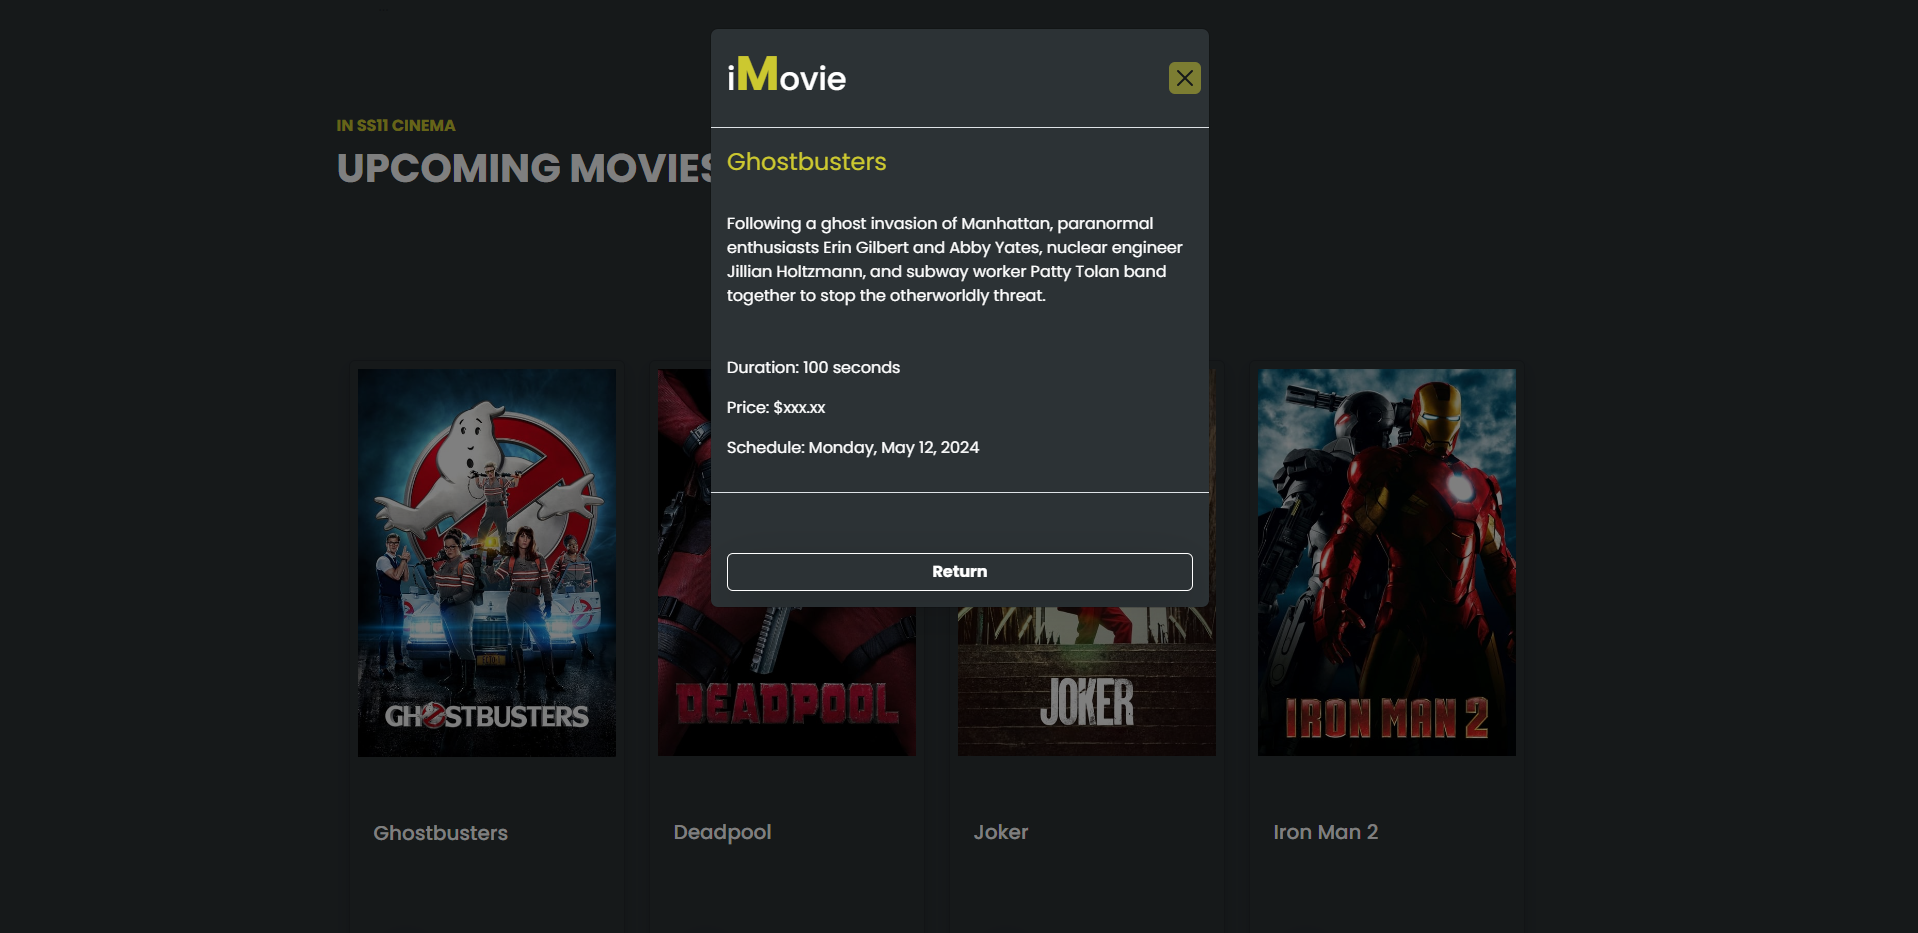 iMovie
IN SS11 CINEMA
UPCOMING MOVIES
Ghostbusters
Following a ghost invasion of Manhattan, paranormal
enthusiasts Erin Gilbert and Abby Yates, nuclear engineer
Jillian Holtzmann, and subway worker Patty Tolan band
together to stop the otherworldly threat.
Duration: 100 seconds
Price: $xxx.xx
Schedule: Monday, May 12, 2024
Return
GHOSTBUSTERS
DEADPOOL
JOKER
IRON MAN 2
Ghostbusters
Deadpool
Joker
Iron Man 2